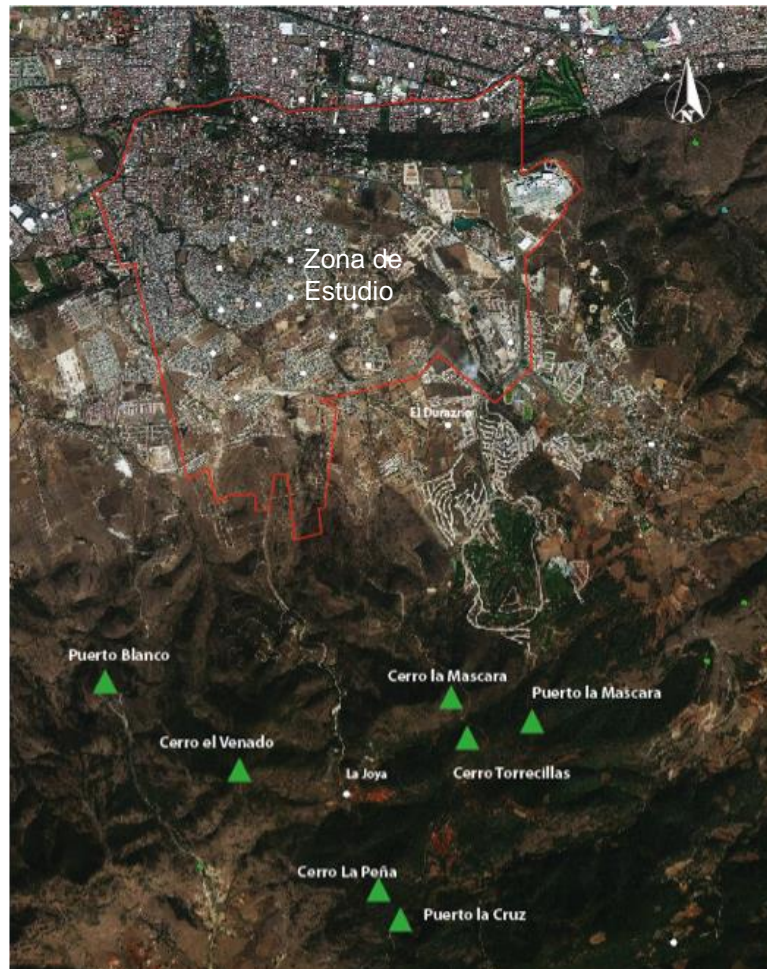 N
Zona de
Estudio
El Durazno
Puerto Blanco
Cerro la Mascara
Puerto la Mascara
Cerro el Venado
La Joya
Cerro Torrecillas
Cerro La Peña
Puerto la Cruz